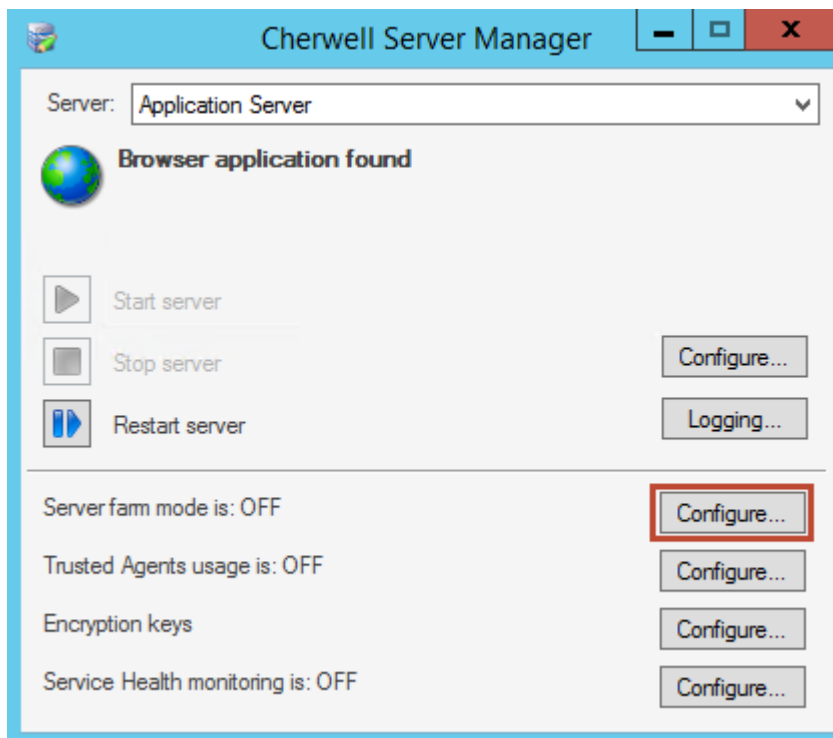 Cherwell Server Manager
Server: Application Server
Browser application found
Start server
Stop server
Configure...
Restart server
Logging...
Server farm mode is: OFF
Configure...
Trusted Agents usage is: OFF
Configure...
Encryption keys
Configure...
Service Health monitoring is: OFF
Configure...